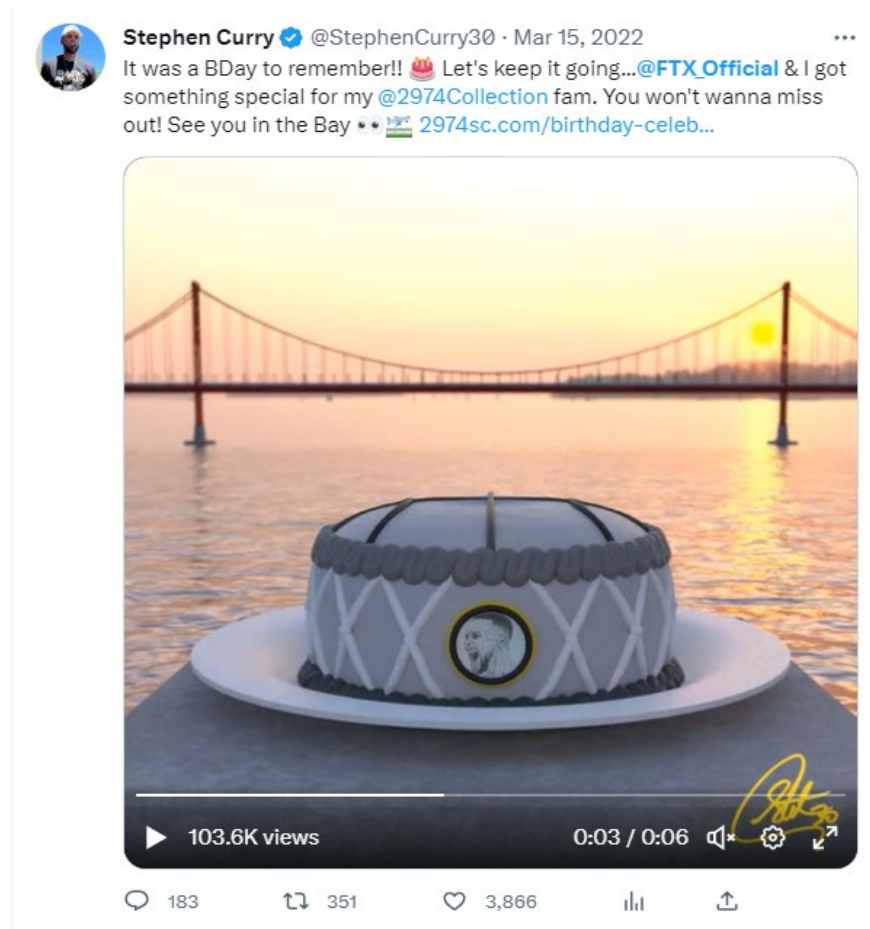 Stephen Curry @StephenCurry30 · Mar 15, 2022
It was a BDay to remember!! 🎂 Let's keep it going...@FTX_Official & I got
something special for my @2974Collection fam. You won't wanna miss
out! See you in the Bay 👀🌁 2974sc.com/birthday-celeb...
103.6K views 0:03 / 0:06
183 351 3,866